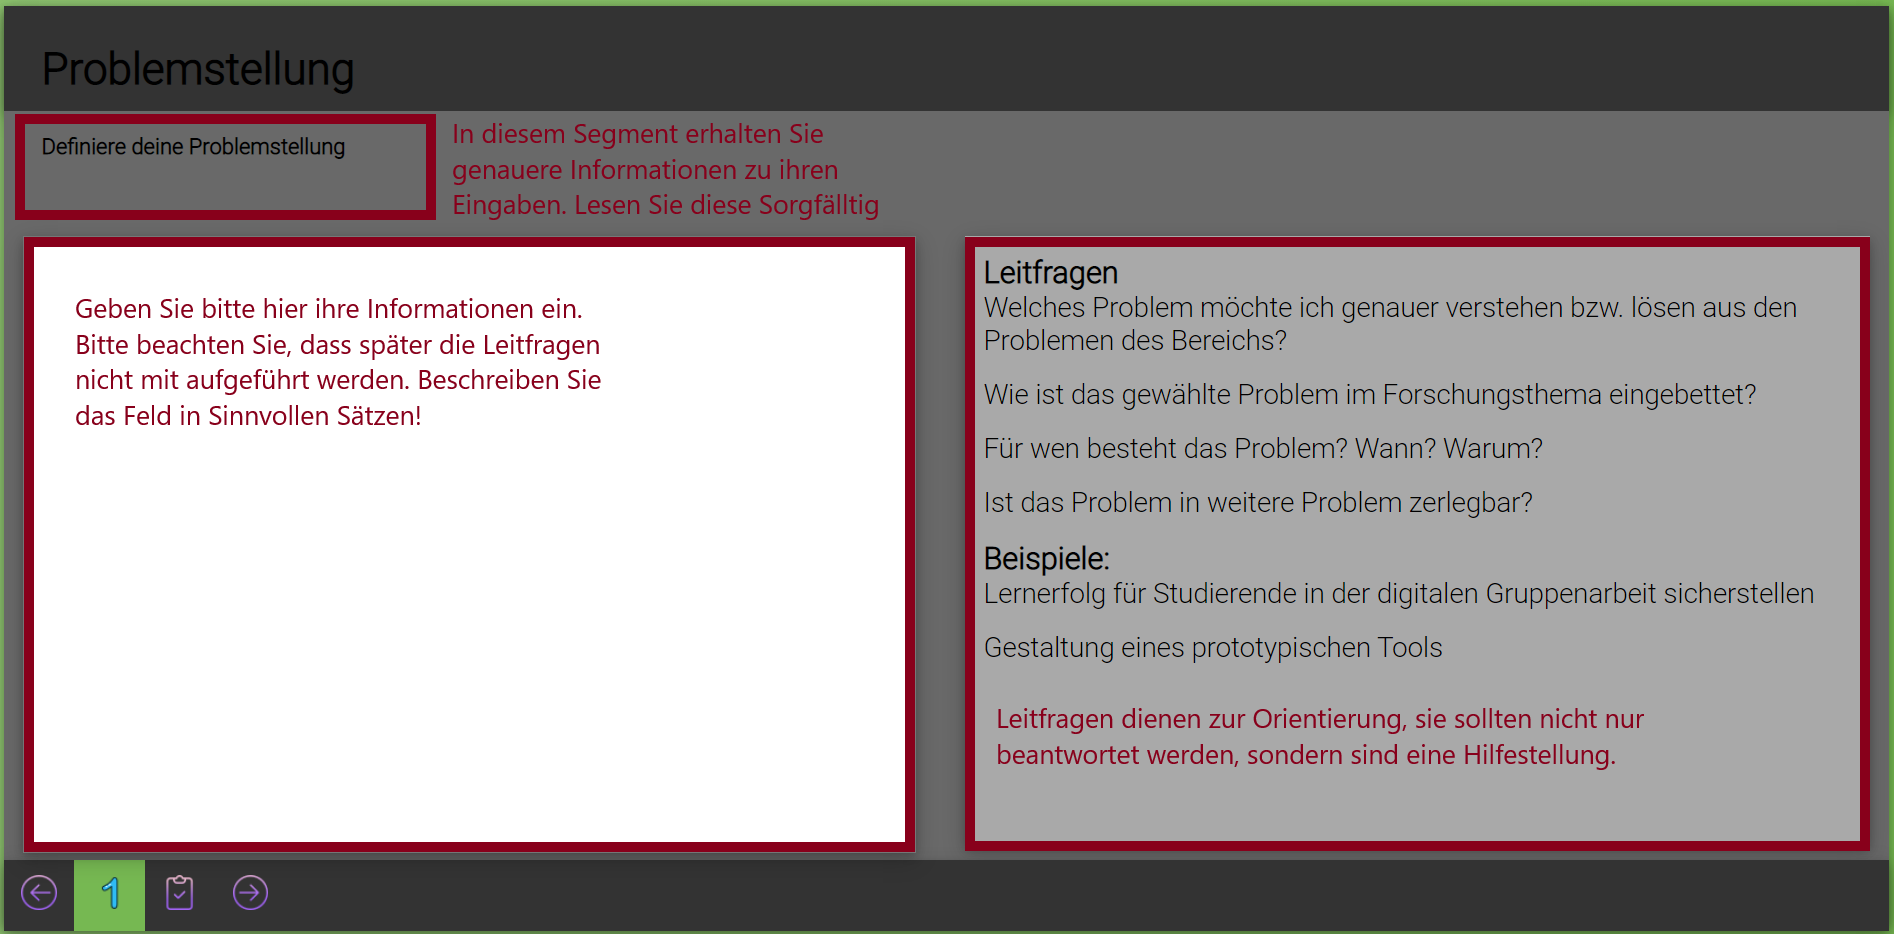 Problemstellung
Definiere deine Problemstellung
In diesem Segment erhalten Sie
genauere Informationen zu ihren
Eingaben. Lesen Sie diese Sorgfälltig
Geben Sie bitte hier ihre Informationen ein.
Bitte beachten Sie, dass später die Leitfragen
nicht mit aufgeführt werden. Beschreiben Sie
das Feld in Sinnvollen Sätzen!
Leitfragen
Welches Problem möchte ich genauer verstehen bzw. lösen aus den
Problemen des Bereichs?
Wie ist das gewählte Problem im Forschungsthema eingebettet?
Für wen besteht das Problem? Wann? Warum?
Ist das Problem in weitere Problem zerlegbar?
Beispiele:
Lernerfolg für Studierende in der digitalen Gruppenarbeit sicherstellen
Gestaltung eines prototypischen Tools
Leitfragen dienen zur Orientierung, sie sollten nicht nur
beantwortet werden, sondern sind eine Hilfestellung.
1